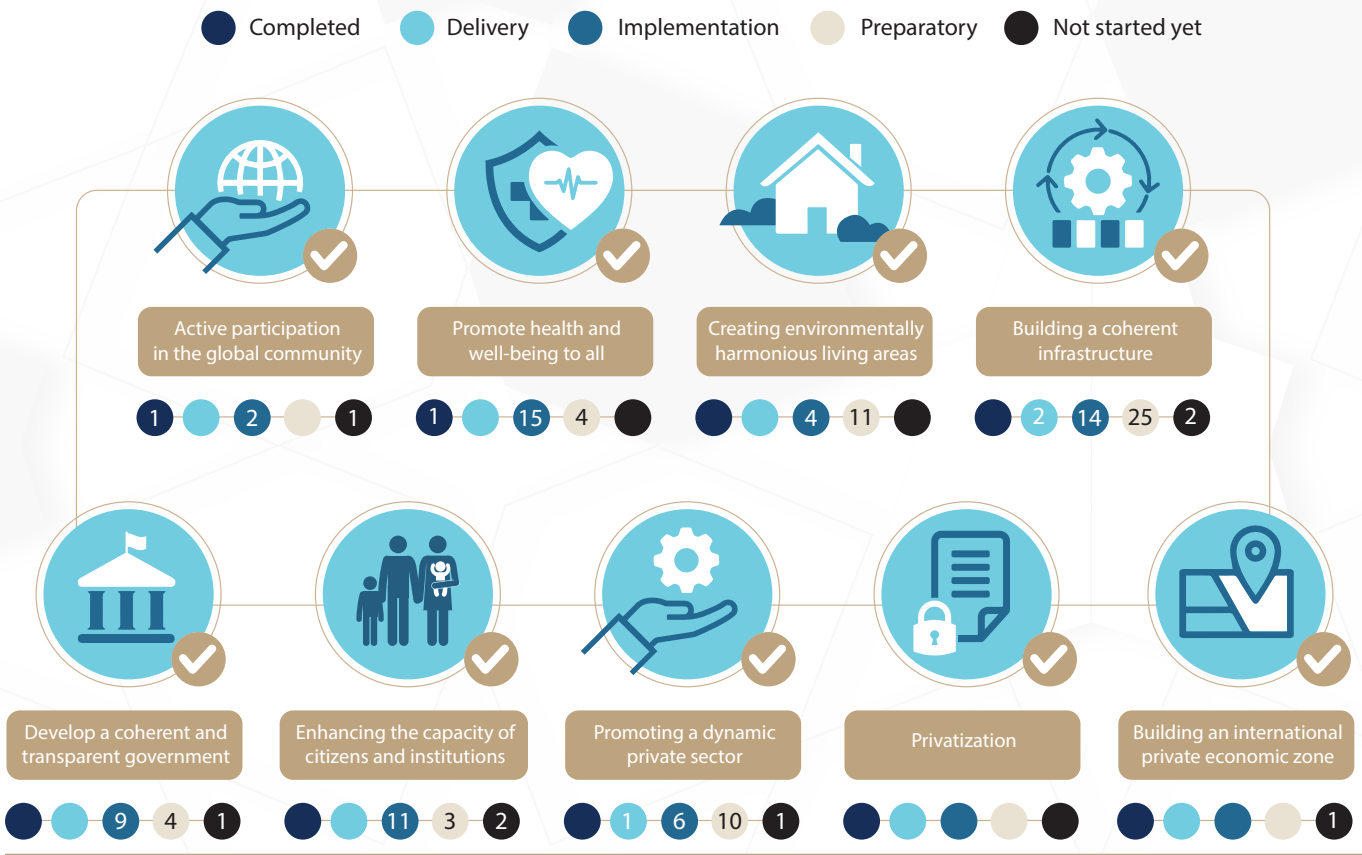 Completed
Delivery
Implementation
Preparatory
Not started yet
Active participation
in the global community
1
2
1
Promote health and
well-being to all
1
15
4
Creating environmentally
harmonious living areas
4
11
Building a coherent
infrastructure
2
14
25
2
Develop a coherent and
transparent government
9
4
1
Enhancing the capacity of
citizens and institutions
11
3
2
Promoting a dynamic
private sector
1
6
10
1
Privatization
Building an international
private economic zone
1